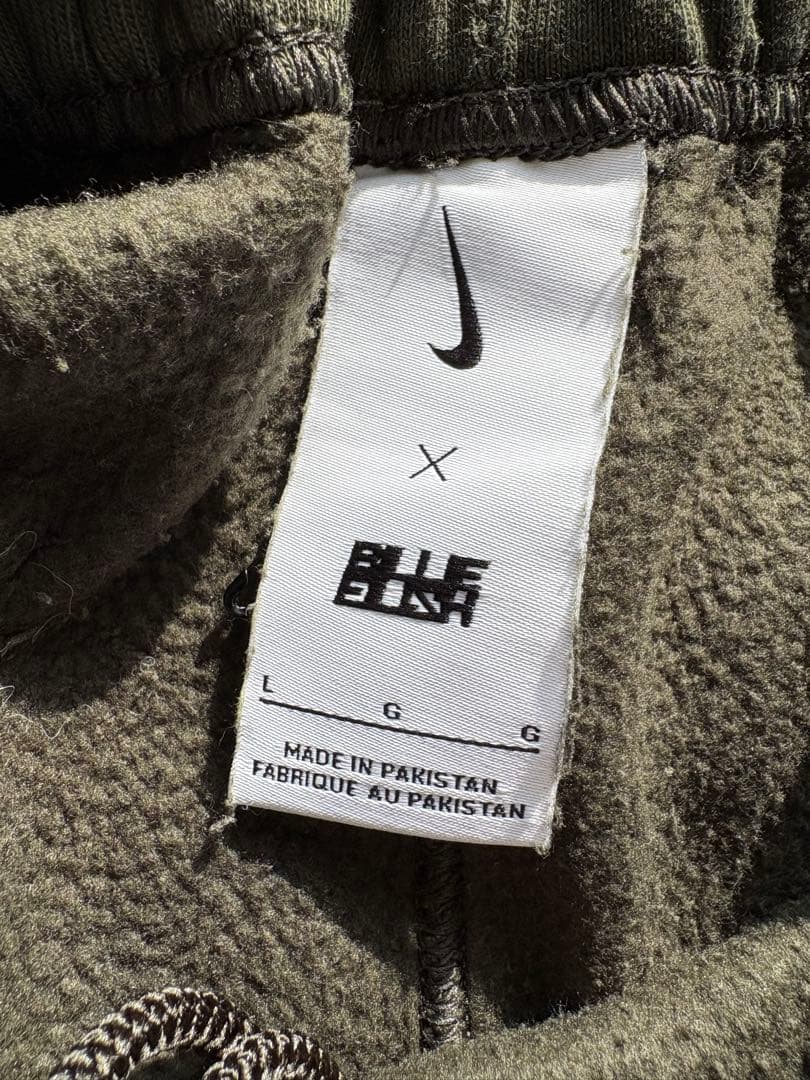 X
BILLIE
EILISH
L G G
MADE IN PAKISTAN
FABRIQUE AU PAKISTAN